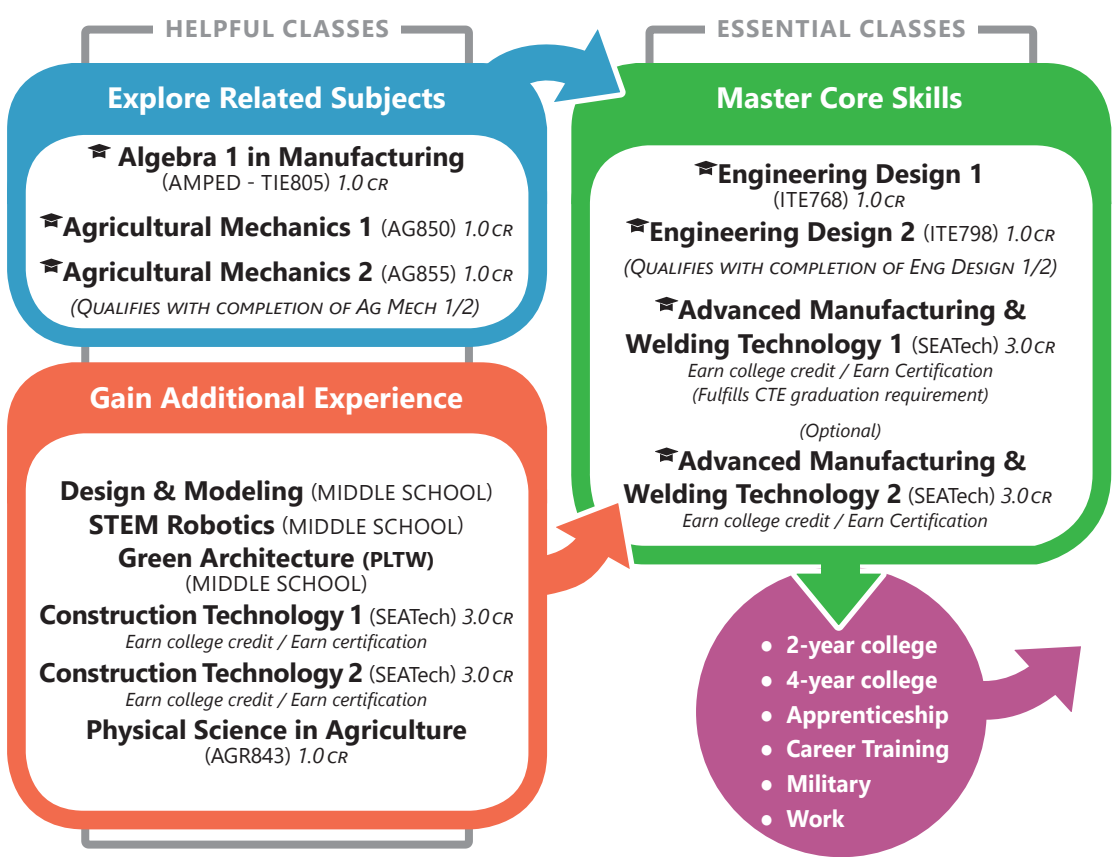 HELPFUL CLASSES
Explore Related Subjects
Algebra 1 in Manufacturing
(AMPED - TIE805) 1.0 CR
Agricultural Mechanics 1 (AG850) 1.0 CR
Agricultural Mechanics 2 (AG855) 1.0 CR
(Qualifies with completion of Ag Mech 1/2)
Gain Additional Experience
Design & Modeling (MIDDLE SCHOOL)
STEM Robotics (MIDDLE SCHOOL)
Green Architecture (PLTW)
(MIDDLE SCHOOL)
Construction Technology 1 (SEATech) 3.0 CR
Earn college credit / Earn certification
Construction Technology 2 (SEATech) 3.0 CR
Earn college credit / Earn certification
Physical Science in Agriculture
(AGR843) 1.0 CR
ESSENTIAL CLASSES
Master Core Skills
Engineering Design 1
(ITE768) 1.0 CR
Engineering Design 2 (ITE798) 1.0 CR
(Qualifies with completion of Eng Design 1/2)
Advanced Manufacturing &
Welding Technology 1 (SEATech) 3.0 CR
Earn college credit / Earn Certification
(Fulfills CTE graduation requirement)
(Optional)
Advanced Manufacturing &
Welding Technology 2 (SEATech) 3.0 CR
Earn college credit / Earn Certification
• 2-year college
• 4-year college
• Apprenticeship
• Career Training
• Military
• Work